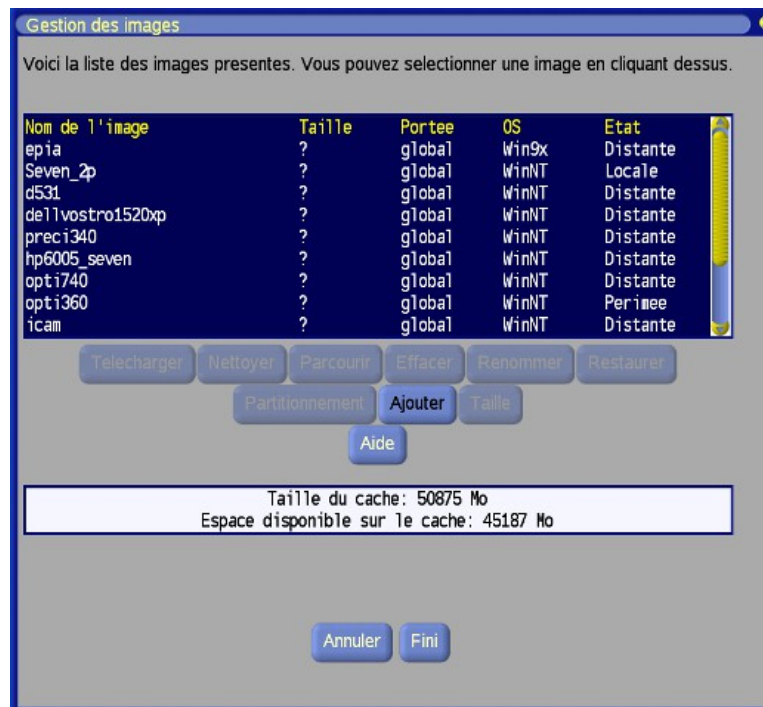 Gestion des images
Voici la liste des images presentes. Vous pouvez selectionner une image en cliquant dessus.
Nom de l'image Taille Portee OS Etat
epia ? global Win9x Distante
Seven_2p ? global WinNT Locale
d531 ? global WinNT Distante
dellvostro1520xp ? global WinNT Distante
preci340 ? global WinNT Distante
hp6005_seven ? global WinNT Distante
opti740 ? global WinNT Distante
opti360 ? global WinNT Perimee
icam ? global WinNT Distante
Telecharger Nettoyer Parcourir Effacer Renommer Restaurer
Partitionnement Ajouter Taille
Aide
Taille du cache: 50875 Mo
Espace disponible sur le cache: 45187 Mo
Annuler Fini